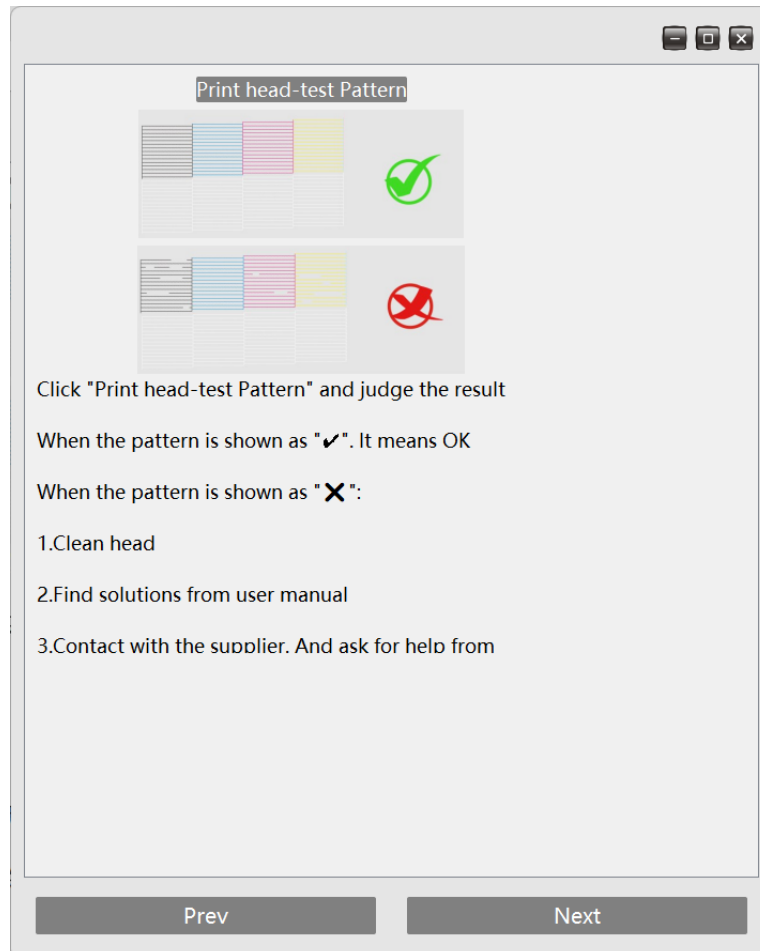 Print head-test Pattern
Click "Print head-test Pattern" and judge the result
When the pattern is shown as "✔". It means OK
When the pattern is shown as "❌":
1.Clean head
2.Find solutions from user manual
3.Contact with the supplier. And ask for help from
Prev
Next